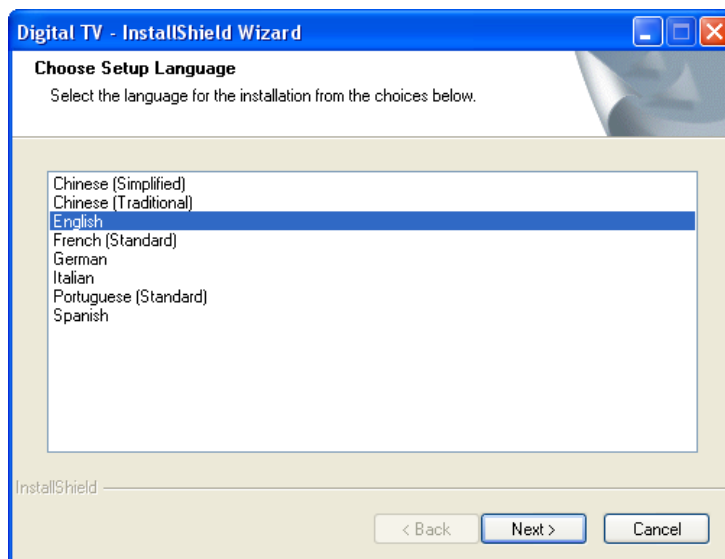 Digital TV - InstallShield Wizard
Choose Setup Language
Select the language for the installation from the choices below.
Chinese (Simplified)
Chinese (Traditional)
English
French (Standard)
German
Italian
Portuguese (Standard)
Spanish
InstallShield
< Back
Next >
Cancel